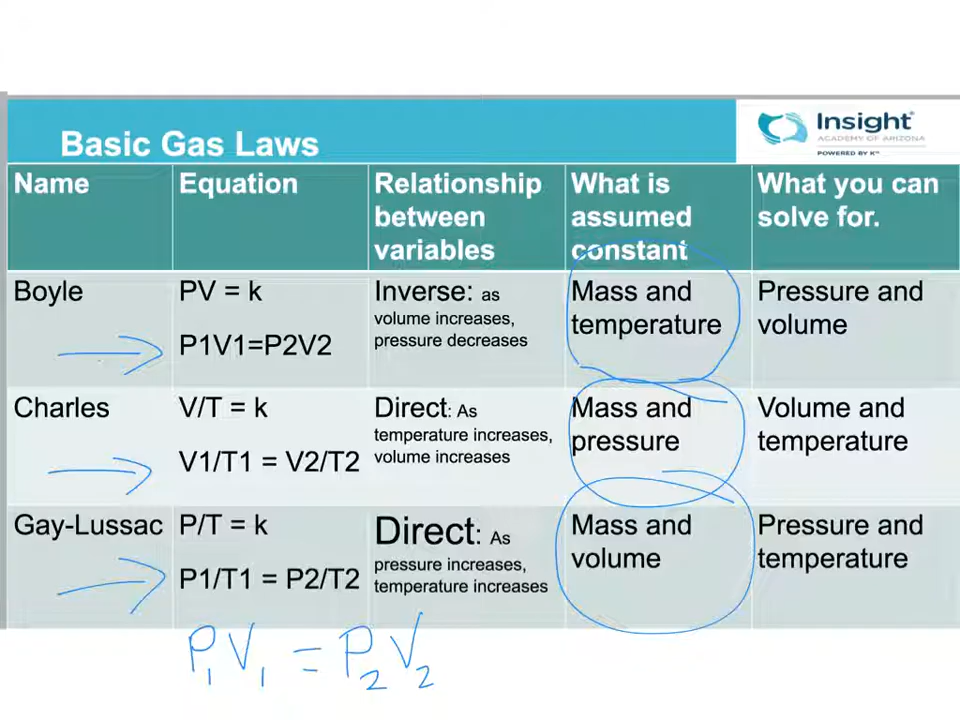 Basic Gas Laws
Insight
ACADEMY OF ARIZONA
POWERED BY K¹²
Name
Equation
Relationship
between
variables
What is
assumed
constant
What you can
solve for.
Boyle
PV = k
P1V1=P2V2
Inverse: as
volume increases,
pressure decreases
Mass and
temperature
Pressure and
volume
Charles
V/T = k
V1/T1 = V2/T2
Direct: As
temperature increases,
volume increases
Mass and
pressure
Volume and
temperature
Gay-Lussac
P/T = k
P1/T1 = P2/T2
Direct: As
pressure increases,
temperature increases
Mass and
volume
Pressure and
temperature
P₁V₁ = P₂V₂